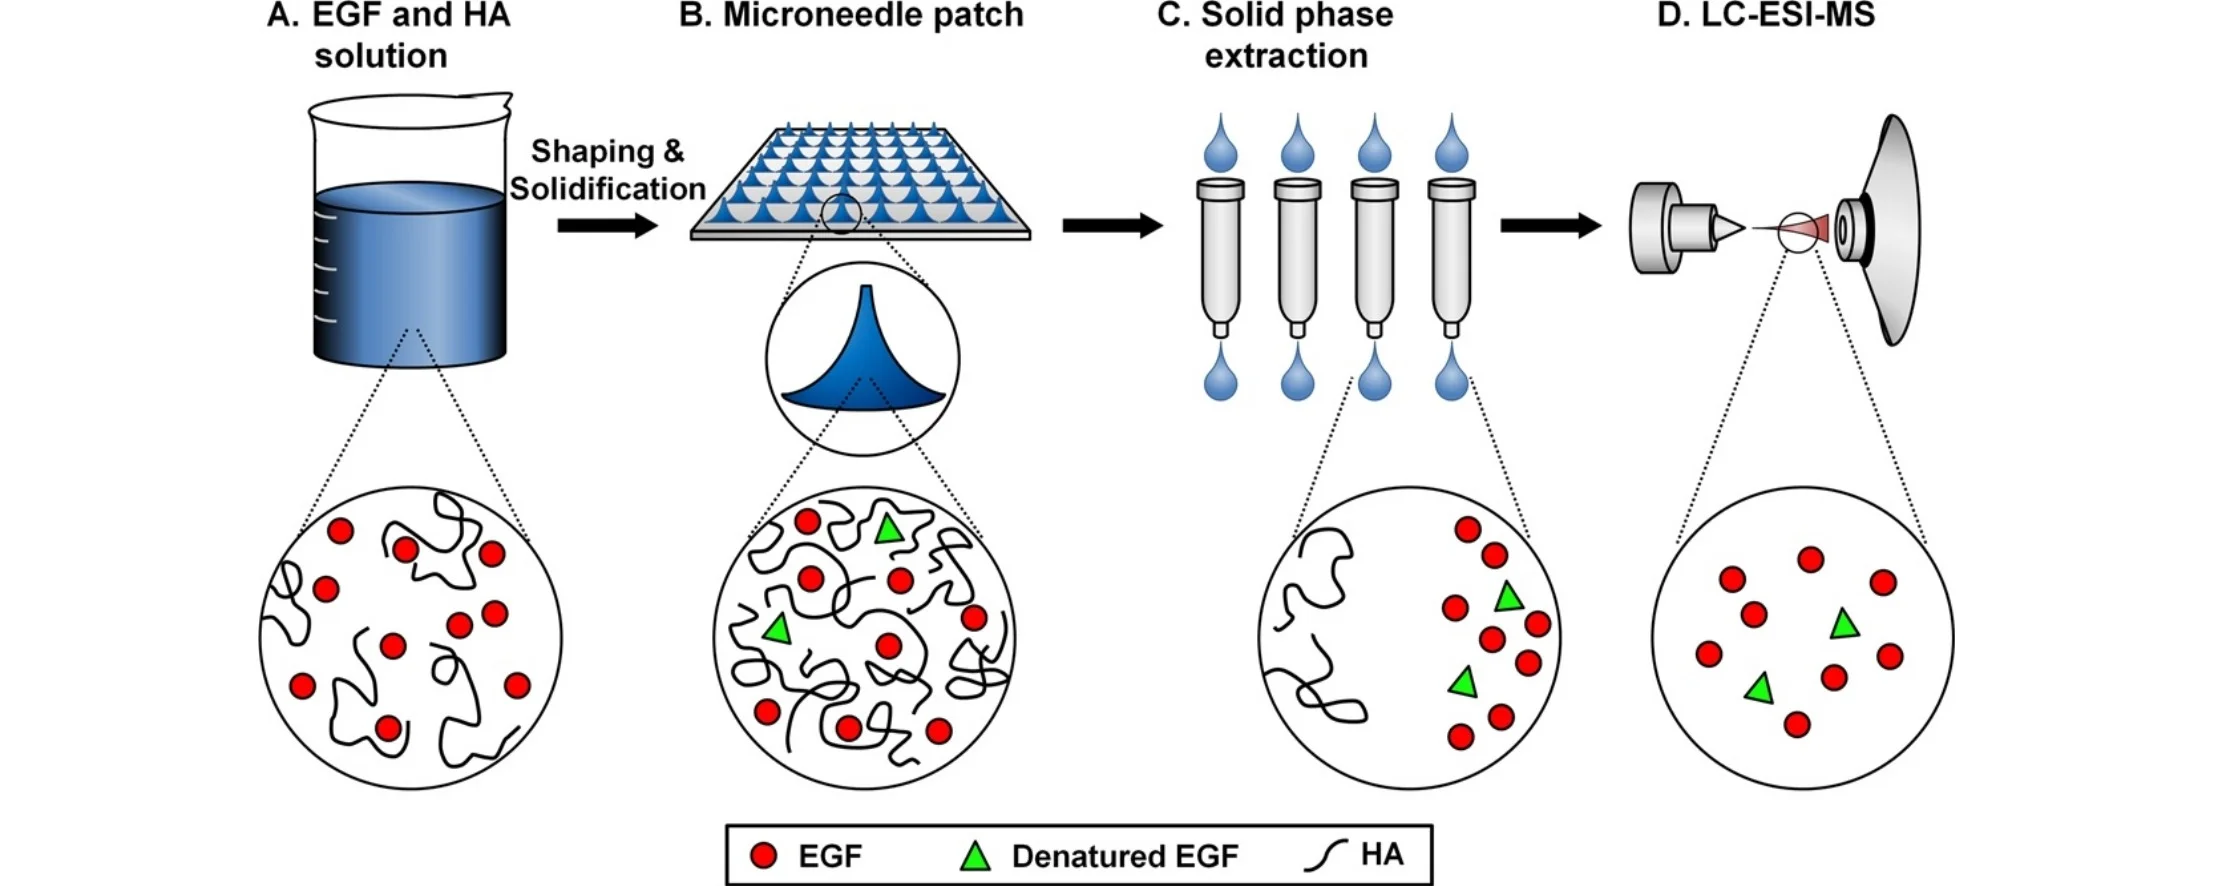 A. EGF and HA
solution
B. Microneedle patch
C. Solid phase
extraction
D. LC-ESI-MS
Shaping &
Solidification
EGF
Denatured EGF
HA